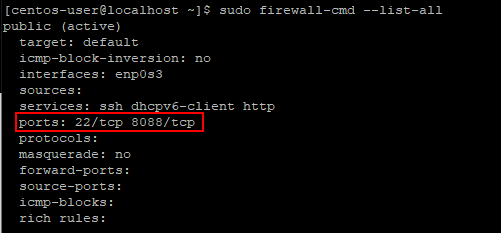 [centos-user@localhost ~]$ sudo firewall-cmd --list-all
public (active)
target: default
icmp-block-inversion: no
interfaces: enp0s3
sources:
services: ssh dhcpv6-client http
ports: 22/tcp 8088/tcp
protocols:
masquerade: no
forward-ports:
source-ports:
icmp-blocks:
rich rules: